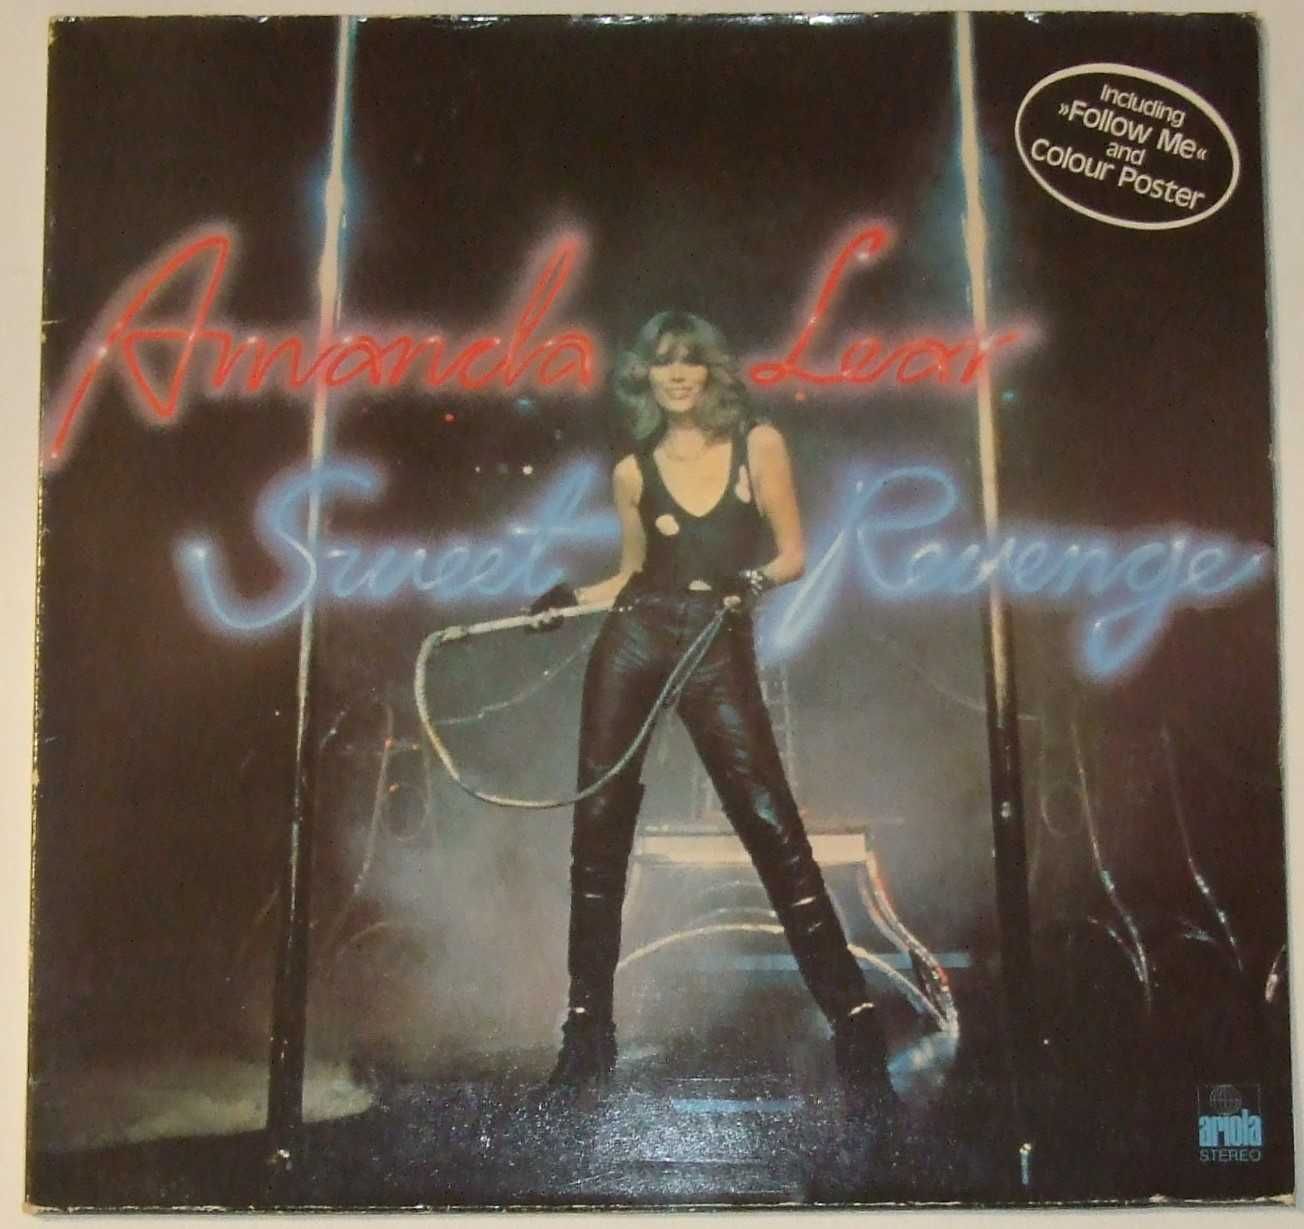 Including
»Follow Me«
and
Colour Poster
Amanda Lear
Sweet Revenge
ariola
STEREO